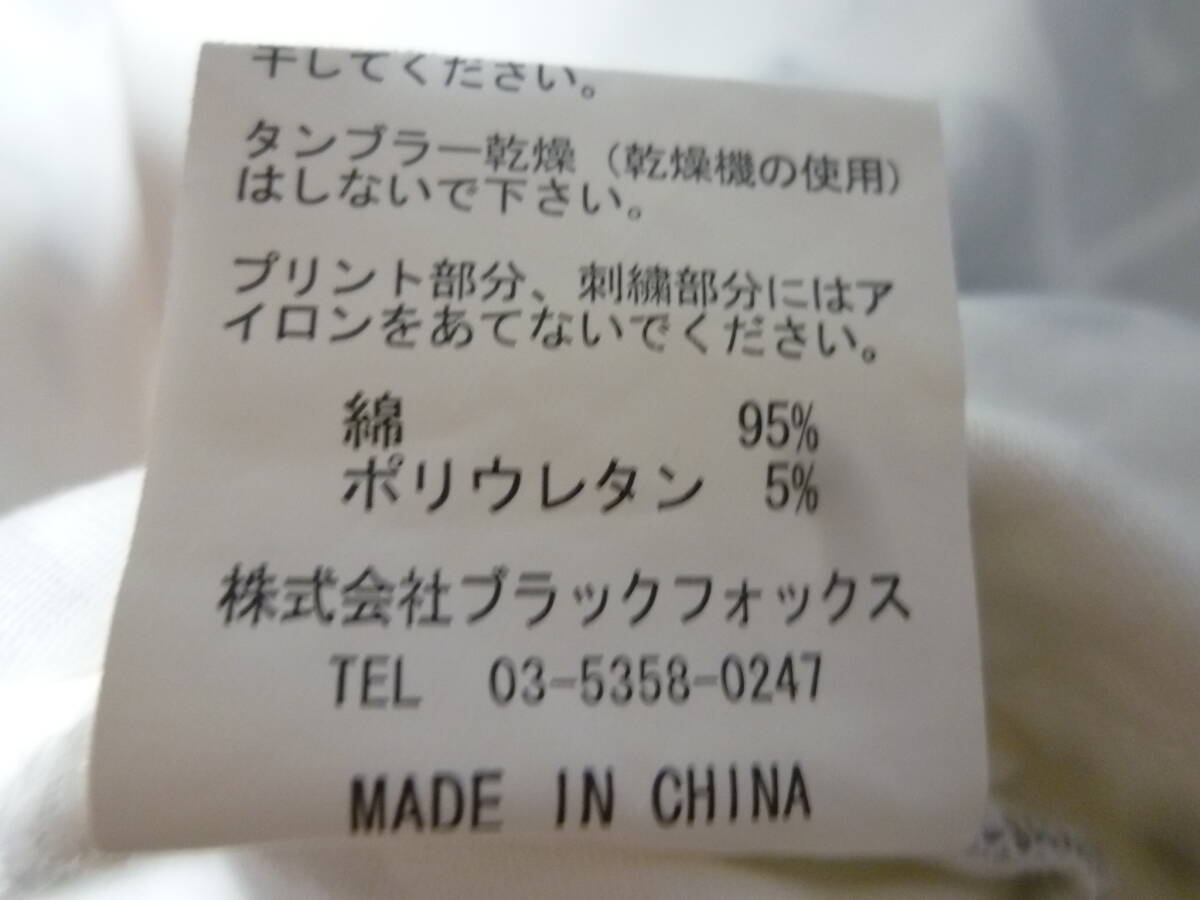 干してください。
タンブラー乾燥（乾燥機の使用）
はしないで下さい。
プリント部分、刺繍部分にはア
イロンをあてないでください。
綿 95%
ポリウレタン 5%
株式会社ブラックフォックス
TEL 03-5358-0247
MADE IN CHINA